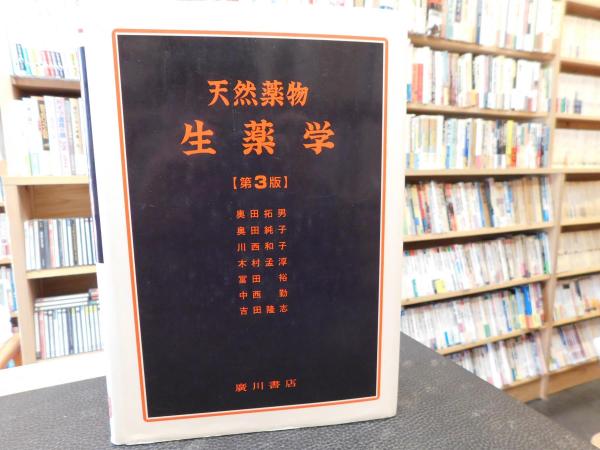 天然薬物
生薬学
【第3版】
奥田拓男
奥田純子
川西和子
木村孟淳
冨田 裕
中西 勤
吉田隆志
廣川書店